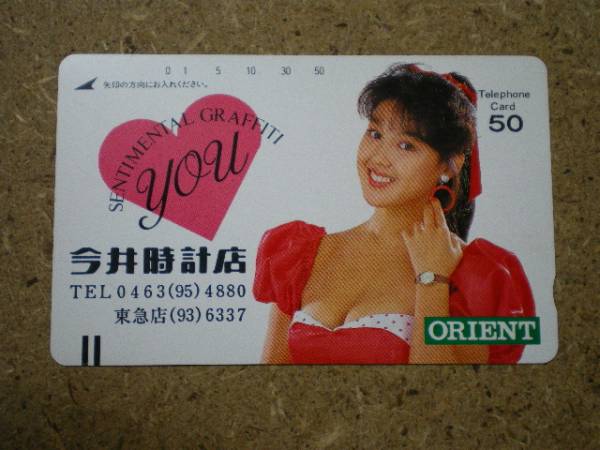 0 1 5 10 30 50
矢印の方向にお入れください。
Telephone
Card
50
SENTIMENTAL GRAFFITI
YOU
今井時計店
TEL 0463(95)4880
東急店(93)6337
ORIENT